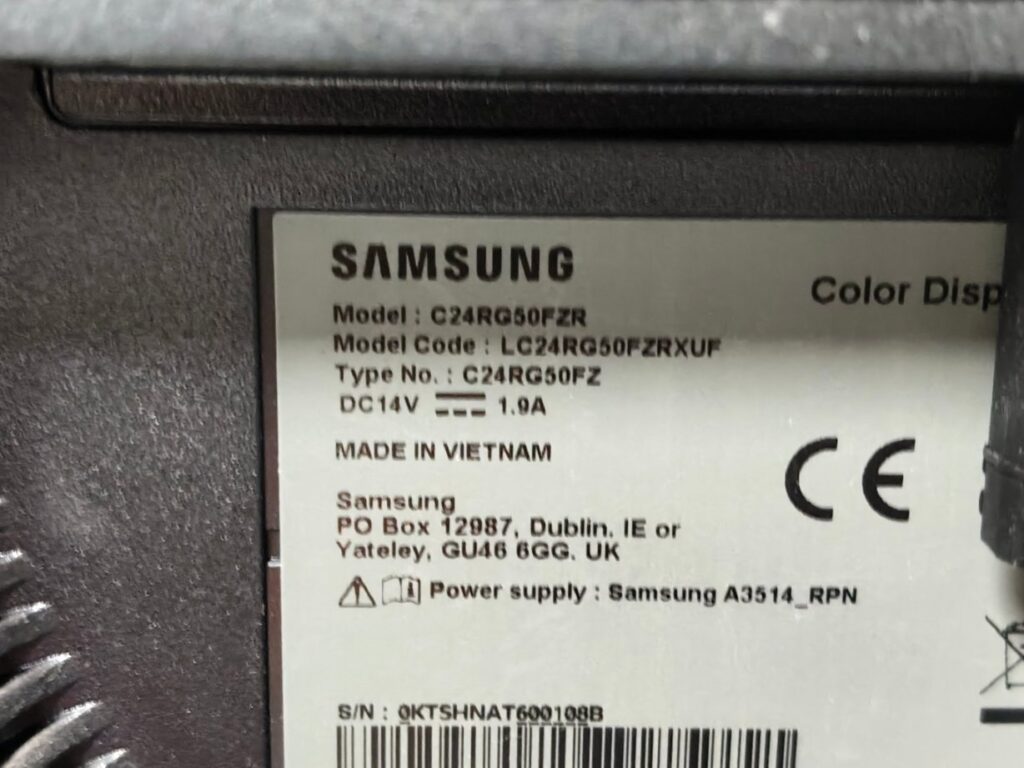 SAMSUNG
Color Disp
Model : C24RG50FZR
Model Code : LC24RG50FZRXUF
Type No. : C24RG50FZ
DC14V 1.9A
MADE IN VIETNAM
CE
Samsung
PO Box 12987, Dublin. IE or
Yateley, GU46 6GG. UK
Power supply : Samsung A3514_RPN
S/N : 0KTSHNAT600108B